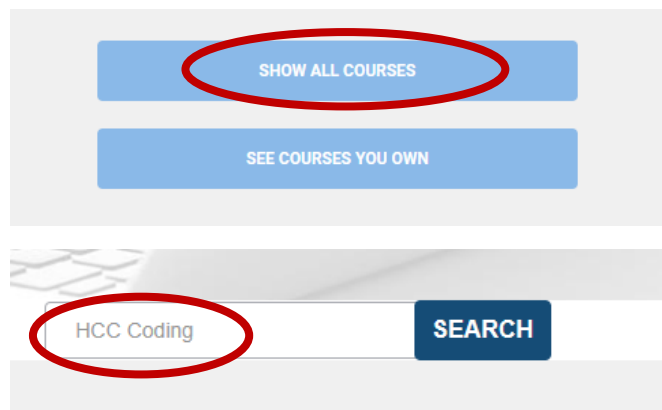 SHOW ALL COURSES
SEE COURSES YOU OWN
HCC Coding SEARCH